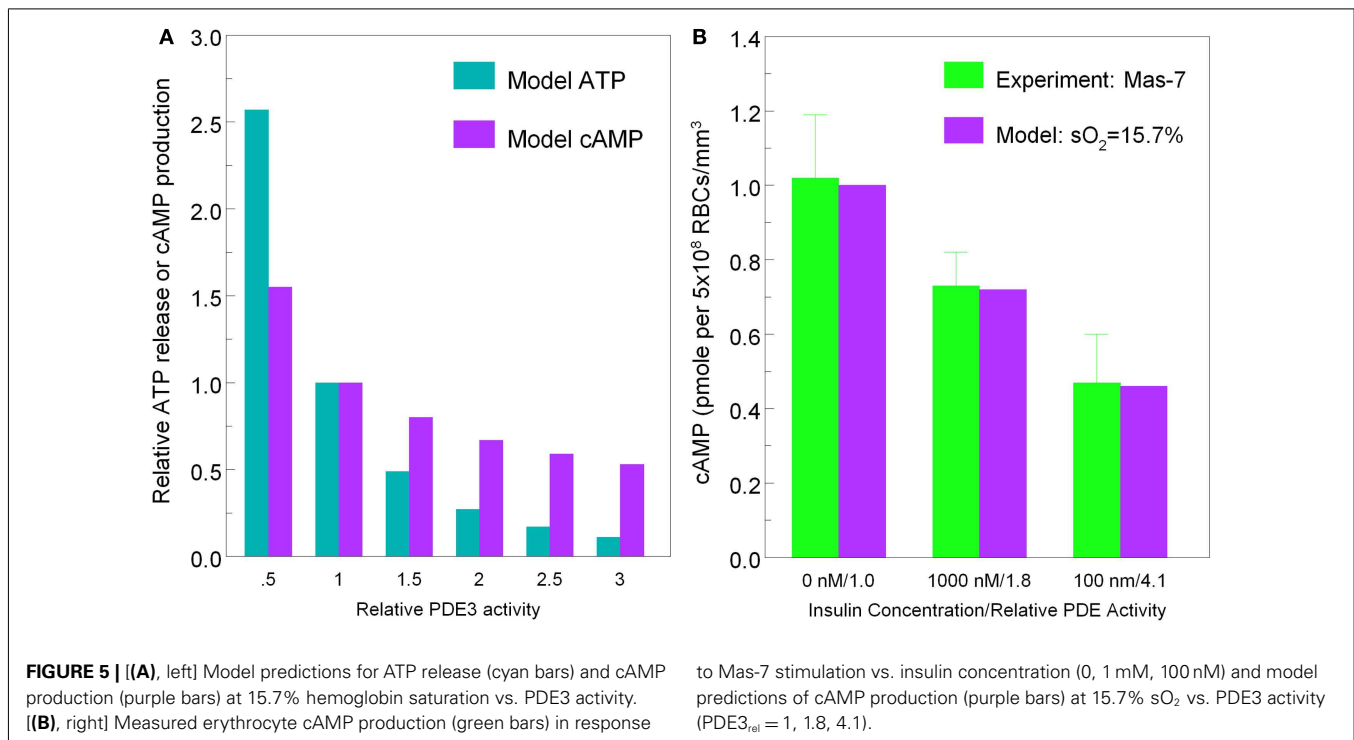 A
3.0
2.5
2.0
1.5
1.0
0.5
0.0
Relative ATP release or cAMP production
Model ATP
Model cAMP
.5 1 1.5 2 2.5 3
Relative PDE3 activity
B
1.4
1.2
1.0
0.8
0.6
0.4
0.2
0.0
cAMP (pmole per 5x10⁸ RBCs/mm³
Experiment: Mas-7
Model: sO₂=15.7%
0 nM/1.0 1000 nM/1.8 100 nm/4.1
Insulin Concentration/Relative PDE Activity
FIGURE 5 | [(A), left] Model predictions for ATP release (cyan bars) and cAMP
production (purple bars) at 15.7% hemoglobin saturation vs. PDE3 activity.
[(B), right] Measured erythrocyte cAMP production (green bars) in response
to Mas-7 stimulation vs. insulin concentration (0, 1 mM, 100 nM) and model
predictions of cAMP production (purple bars) at 15.7% sO₂ vs. PDE3 activity
(PDE3rel = 1, 1.8, 4.1).